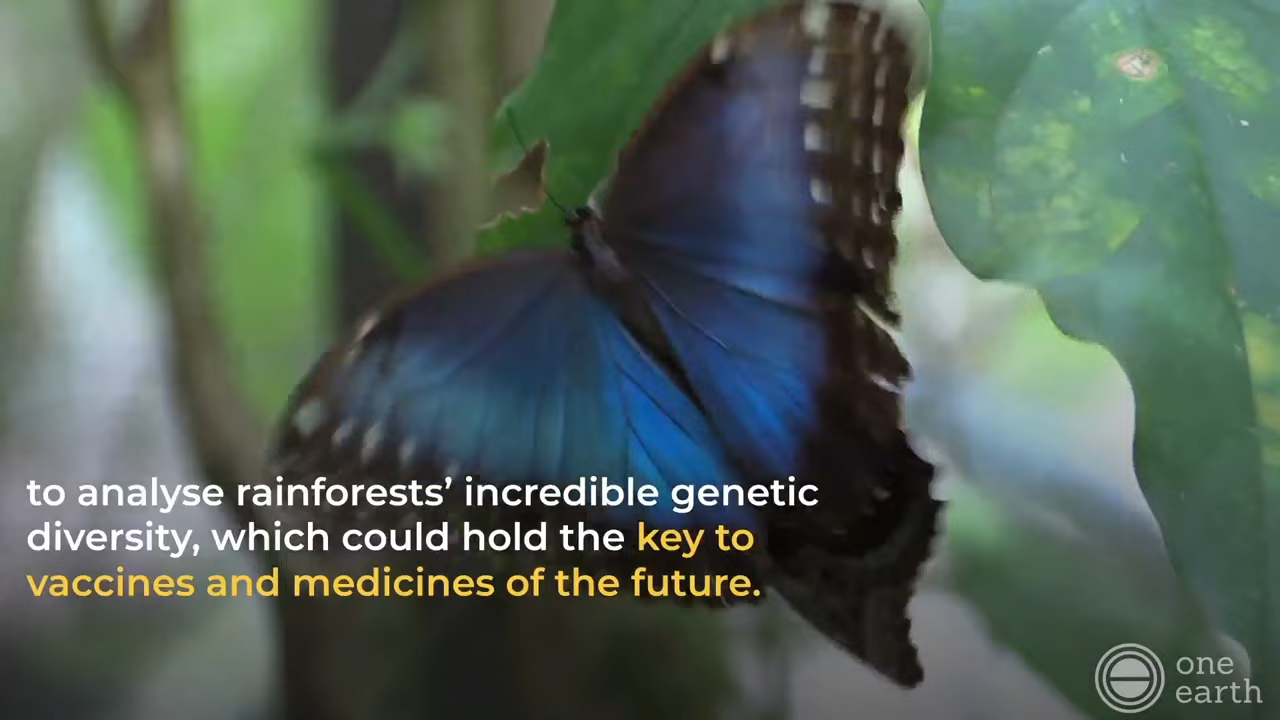 to analyse rainforests’ incredible genetic
diversity, which could hold the key to
vaccines and medicines of the future.
one
earth